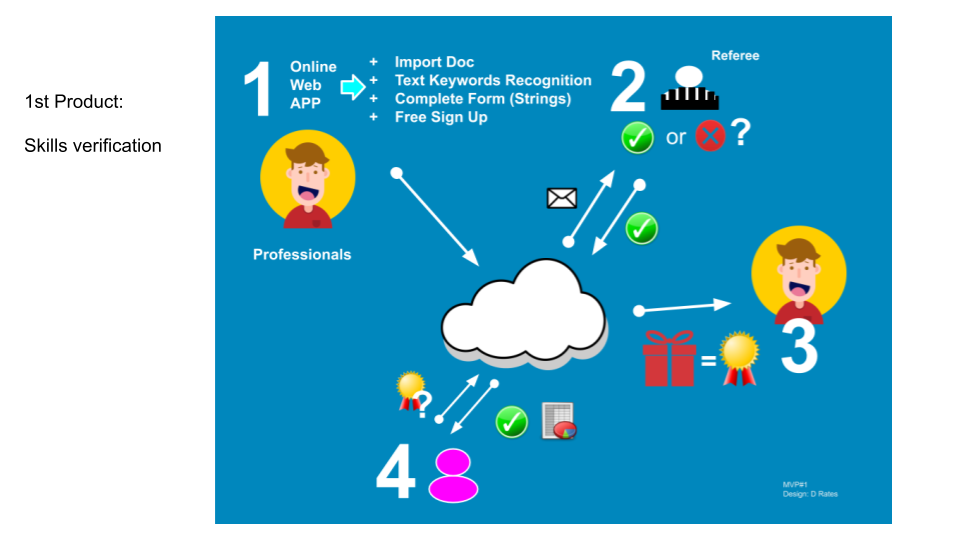 1st Product:
Skills verification
1
Online
Web
APP
+ Import Doc
+ Text Keywords Recognition
+ Complete Form (Strings)
+ Free Sign Up
Professionals
2
Referee
or ?
3
=
?
4
MVP#1
Design: D Rates